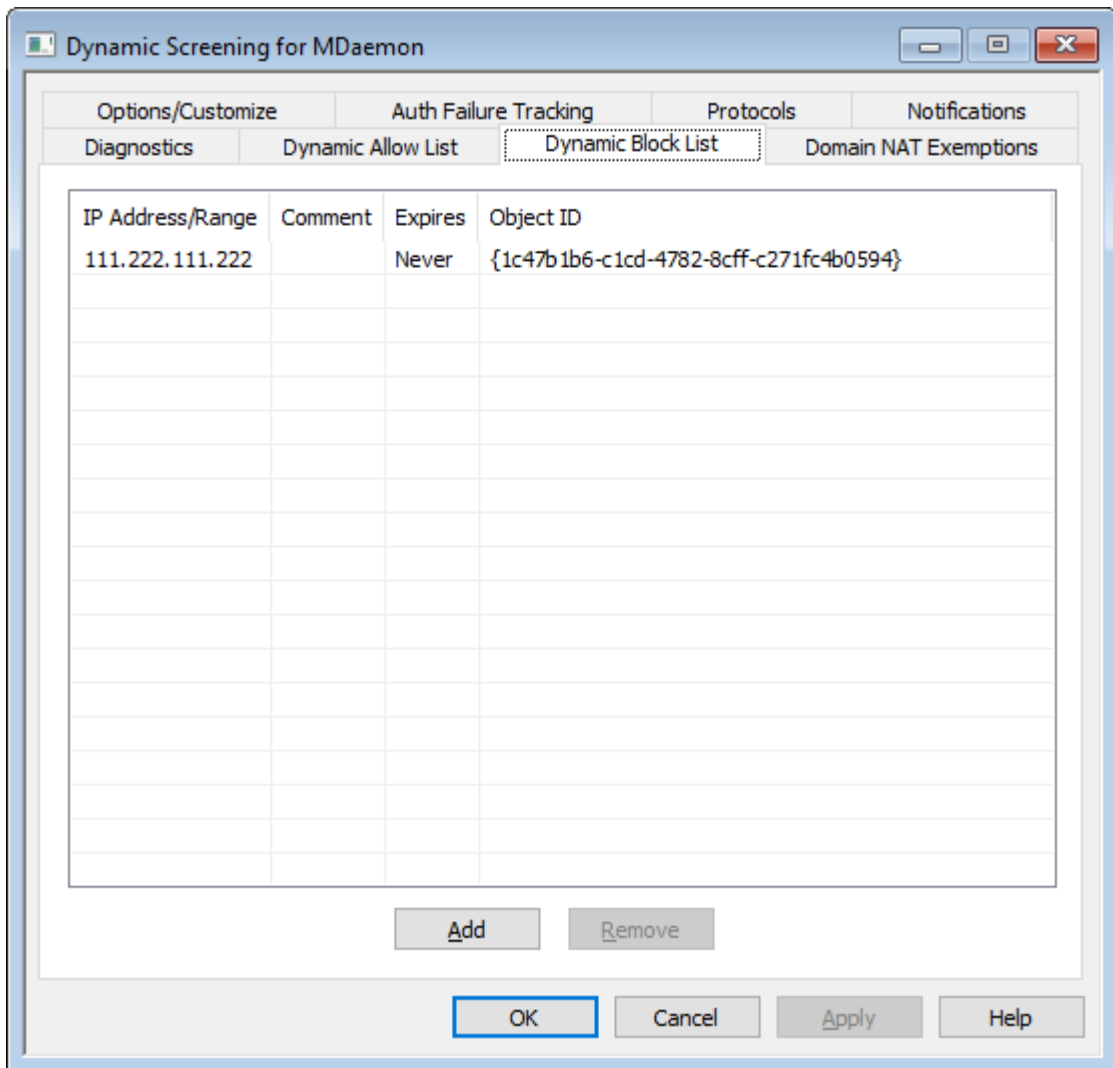 Dynamic Screening for MDaemon
Options/Customize Auth Failure Tracking Protocols Notifications
Diagnostics Dynamic Allow List Dynamic Block List Domain NAT Exemptions
IP Address/Range Comment Expires Object ID
111.222.111.222 Never {1c47b1b6-c1cd-4782-8cff-c271fc4b0594}
Add Remove
OK Cancel Apply Help